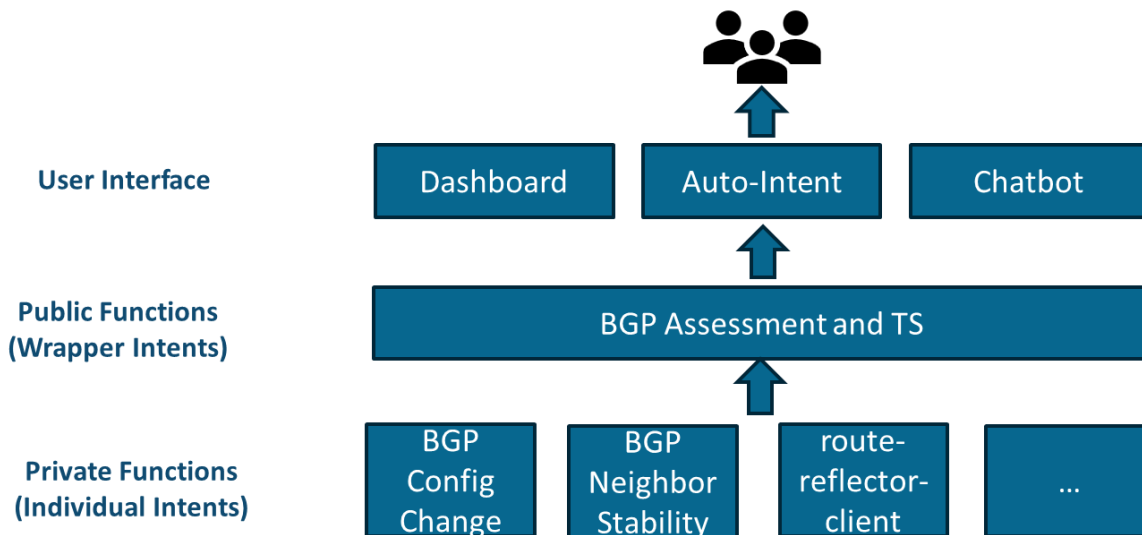 User Interface
Dashboard
Auto-Intent
Chatbot
Public Functions
(Wrapper Intents)
BGP Assessment and TS
Private Functions
(Individual Intents)
BGP
Config
Change
BGP
Neighbor
Stability
route-
reflector-
client
...